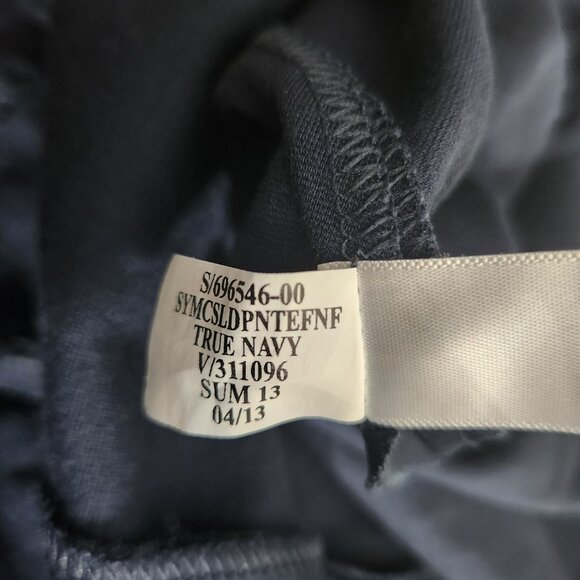 S/696546-00
SYMCSLDPNTEFNF
TRUE NAVY
V/311096
SUM 13
04/13